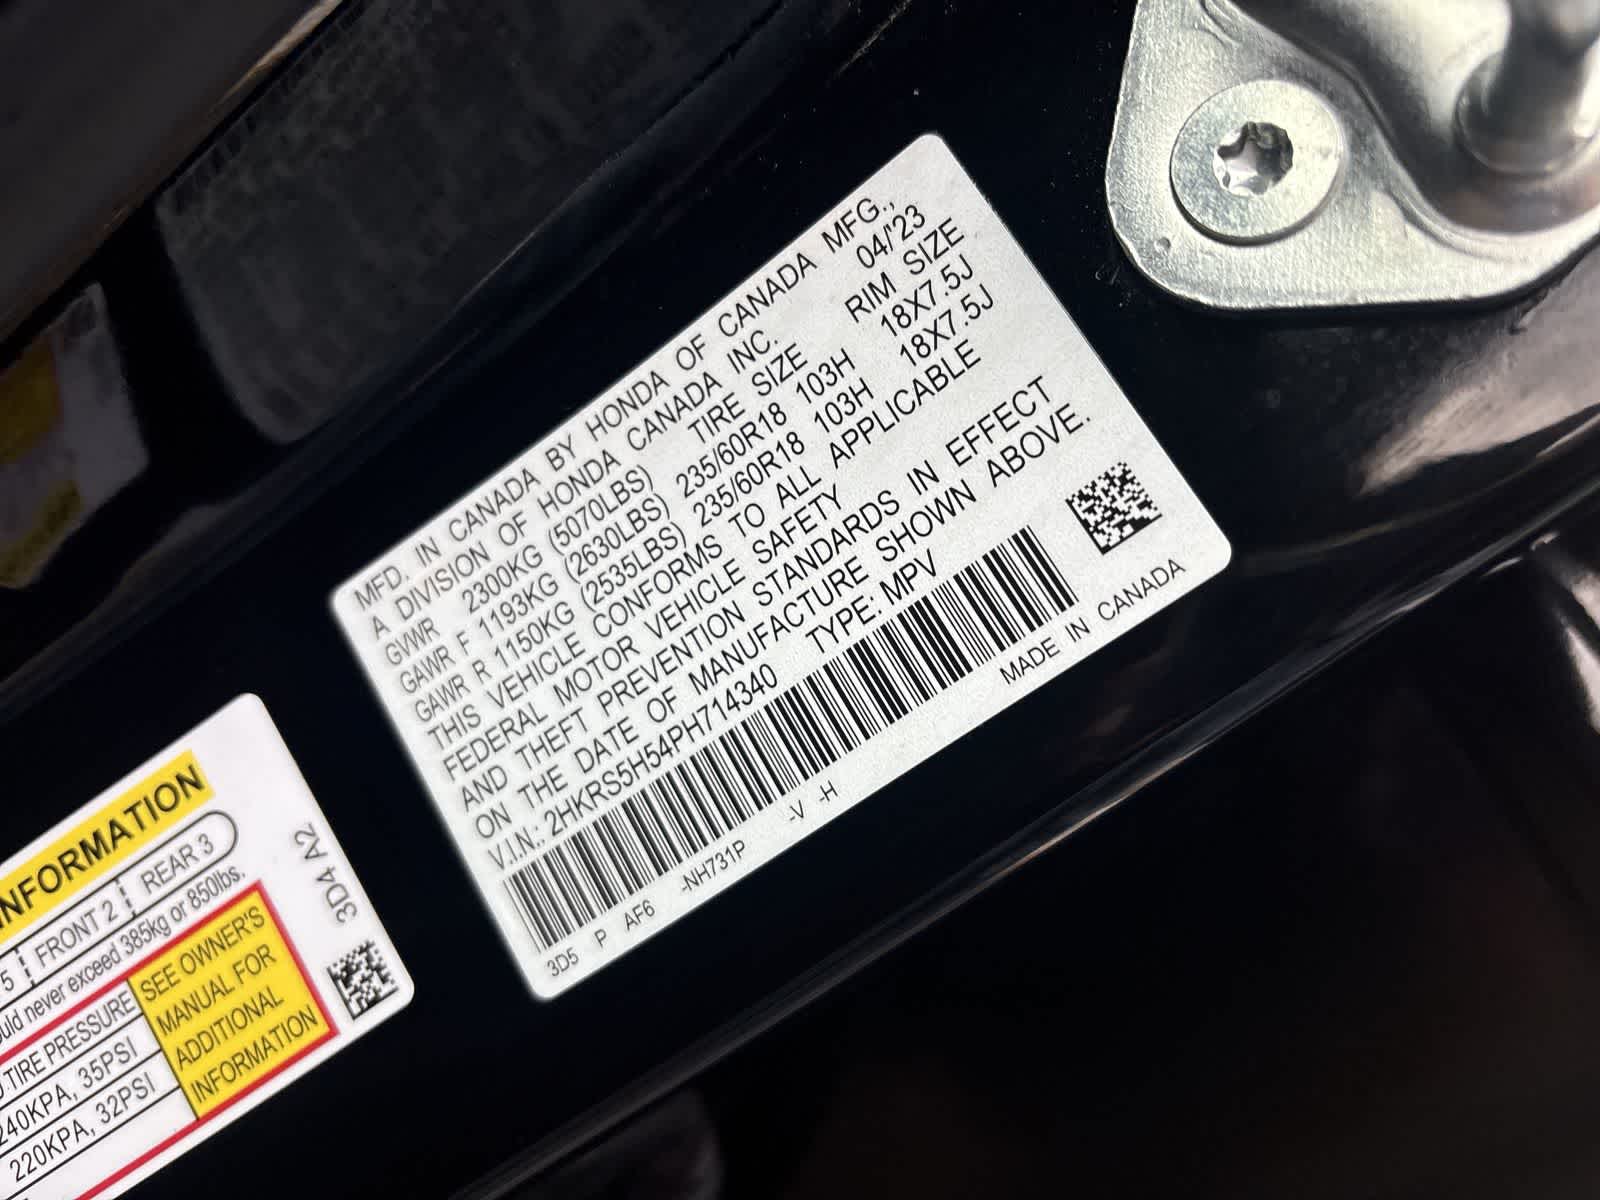 MFD. IN CANADA BY HONDA OF CANADA MFG.,
A DIVISION OF HONDA CANADA INC. 04/'23
GVWR 2300KG (5070LBS) TIRE SIZE RIM SIZE
GAWR F 1193KG (2630LBS) 235/60R18 103H 18X7.5J
GAWR R 1150KG (2535LBS) 235/60R18 103H 18X7.5J
THIS VEHICLE CONFORMS TO ALL APPLICABLE
FEDERAL MOTOR VEHICLE SAFETY
AND THEFT PREVENTION STANDARDS IN EFFECT
ON THE DATE OF MANUFACTURE SHOWN ABOVE.
V.I.N.: 2HKRS5H54PH714340 TYPE: MPV
3D5 P AF6 -NH731P -V -H MADE IN CANADA
INFORMATION
5 FRONT 2 REAR 3
never exceed 385kg or 850lbs.
TIRE PRESSURE
240KPA, 35PSI
220KPA, 32PSI
SEE OWNER'S
MANUAL FOR
ADDITIONAL
INFORMATION
3D4 A2